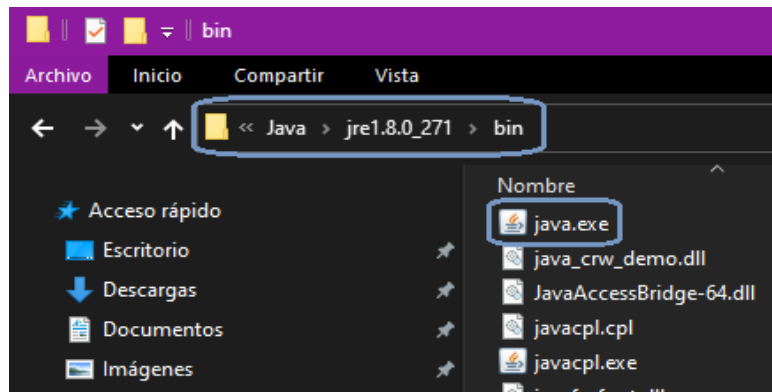 bin
Archivo Inicio Compartir Vista
« Java > jre1.8.0_271 > bin
Nombre
Acceso rápido
java.exe
Escritorio
java_crw_demo.dll
Descargas
JavaAccessBridge-64.dll
Documentos
javacpl.cpl
Imágenes
javacpl.exe